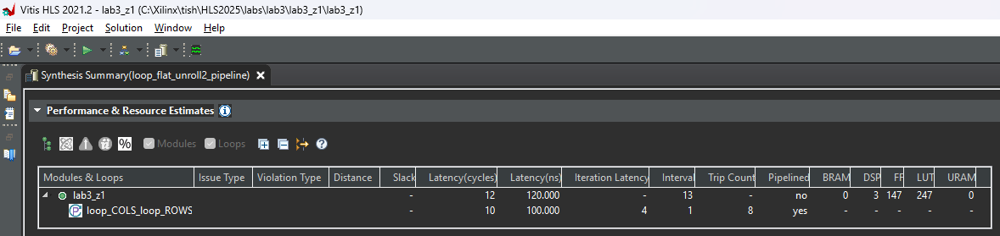 Vitis HLS 2021.2 - lab3_z1 (C:\Xilinx\tish\HLS2025\labs\lab3\lab3_z1\lab3_z1)
File Edit Project Solution Window Help
Synthesis Summary(loop_flat_unroll2_pipeline)
Performance & Resource Estimates
% Modules Loops
Modules & Loops Issue Type Violation Type Distance Slack Latency(cycles) Latency(ns) Iteration Latency Interval Trip Count Pipelined BRAM DSP FF LUT URAM
lab3_z1 - 12 120.000 - 13 - no 0 3 147 247 0
loop_COLS_loop_ROWS - 10 100.000 4 1 8 yes - - - - -